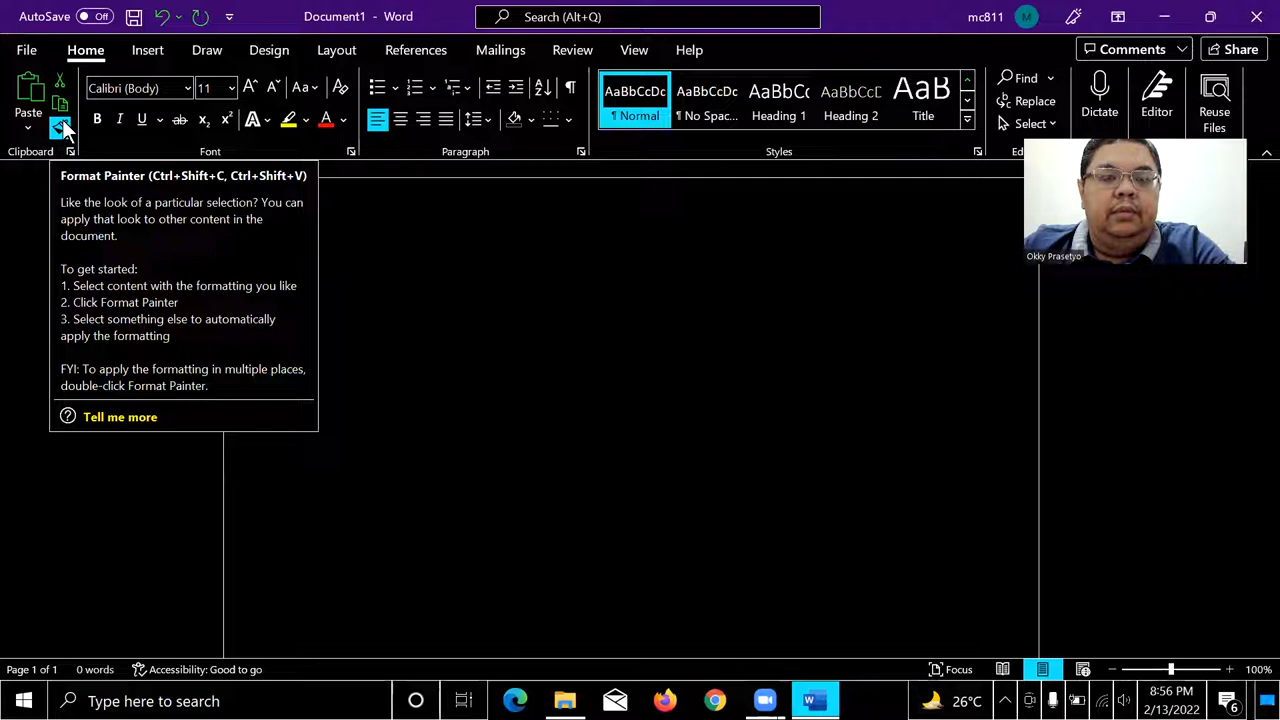 AutoSave Off Document1 - Word Search (Alt+Q) mc811 M
File Home Insert Draw Design Layout References Mailings Review View Help Comments Share
Calibri (Body) 11 Aa AaBbCcDc AaBbCcDc AaBbCc AaBbCcD AaB Find
Paste Replace
B I U ab x₂ x² A A ¶ Normal ¶ No Spac... Heading 1 Heading 2 Title Select Dictate Editor Reuse Files
Clipboard Font Paragraph Styles
Format Painter (Ctrl+Shift+C, Ctrl+Shift+V)
Like the look of a particular selection? You can
apply that look to other content in the
document.
To get started:
1. Select content with the formatting you like
2. Click Format Painter
3. Select something else to automatically
apply the formatting
FYI: To apply the formatting in multiple places,
double-click Format Painter.
Tell me more
Okky Prasetyo
Page 1 of 1 0 words Accessibility: Good to go Focus 100%
Type here to search 26°C 8:56 PM
2/13/2022 6